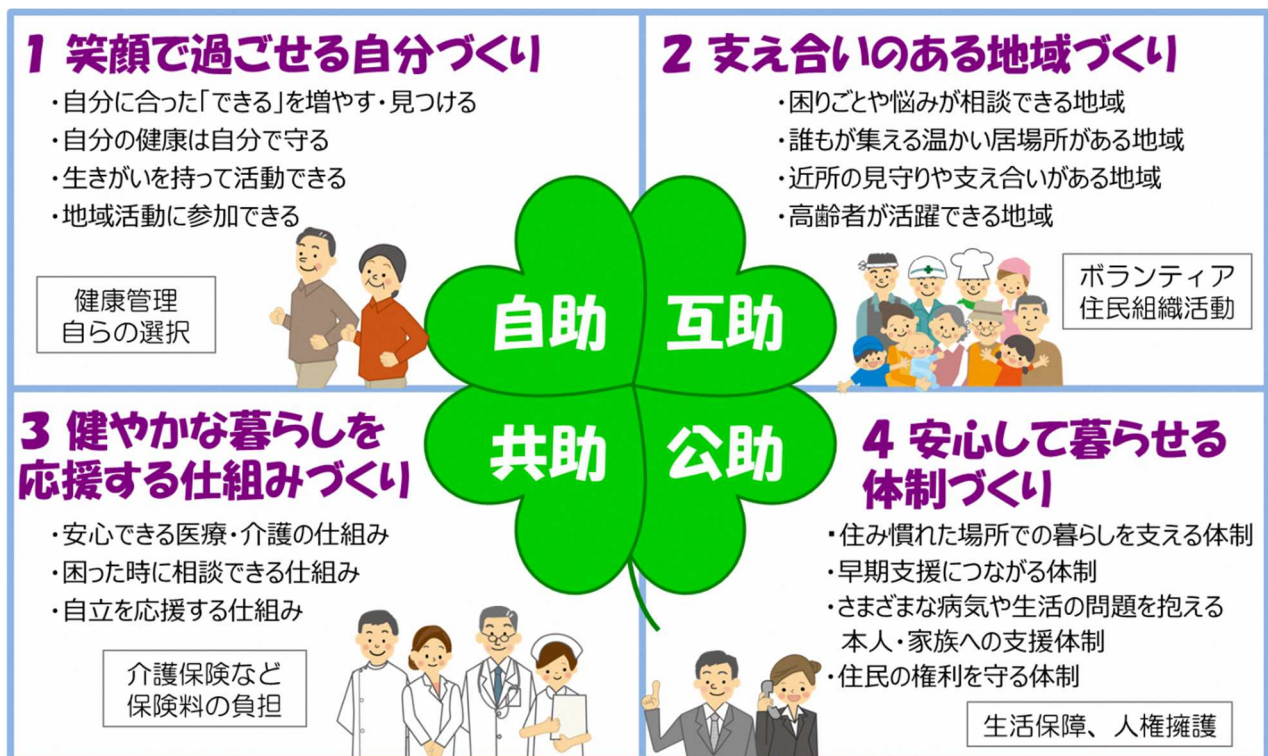 1 笑顔で過ごせる自分づくり
・自分に合った「できる」を増やす・見つける
・自分の健康は自分で守る
・生きがいを持って活動できる
・地域活動に参加できる
健康管理
自らの選択
2 支え合いのある地域づくり
・困りごとや悩みが相談できる地域
・誰もが集える温かい居場所がある地域
・近所の見守りや支え合いがある地域
・高齢者が活躍できる地域
ボランティア
住民組織活動
自助
互助
共助
公助
3 健やかな暮らしを
応援する仕組みづくり
・安心できる医療・介護の仕組み
・困った時に相談できる仕組み
・自立を応援する仕組み
介護保険など
保険料の負担
4 安心して暮らせる
体制づくり
・住み慣れた場所での暮らしを支える体制
・早期支援につながる体制
・さまざまな病気や生活の問題を抱える
本人・家族への支援体制
・住民の権利を守る体制
生活保障、人権擁護